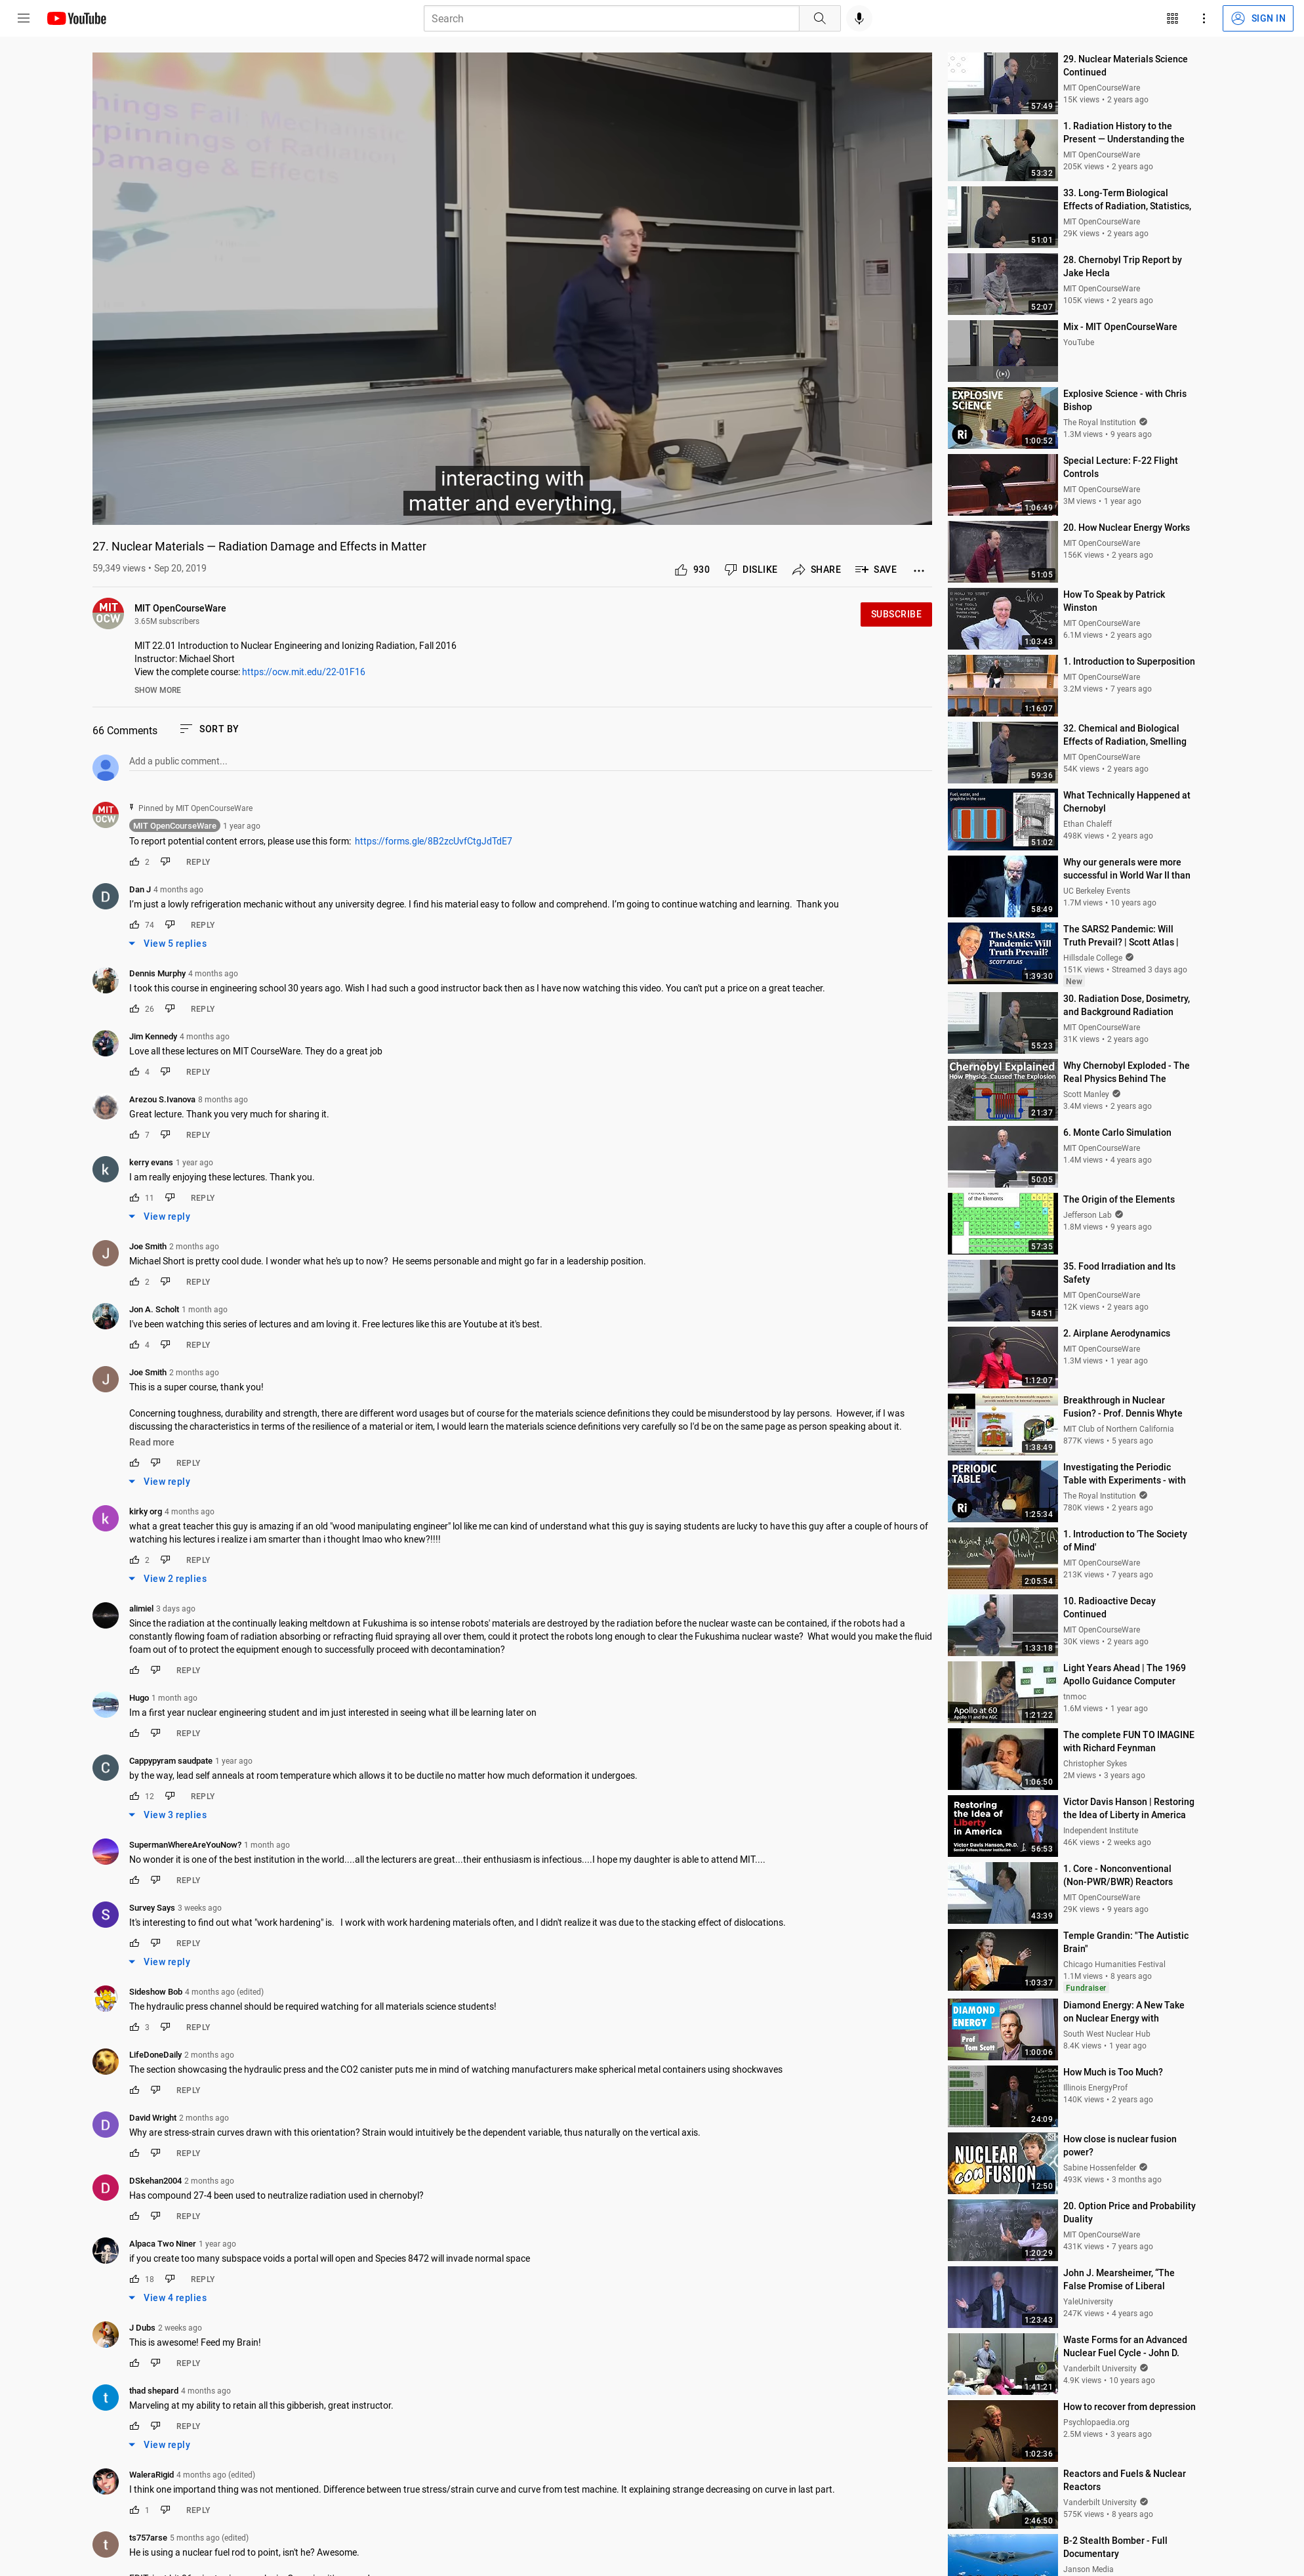 YouTube
Search
SIGN IN
hings Fall Mechanistic
rpinnings of Radiation
Damage & Effects
interacting with
matter and everything,
27. Nuclear Materials — Radiation Damage and Effects in Matter
59,349 views • Sep 20, 2019
930 DISLIKE SHARE SAVE
MIT OCW
MIT OpenCourseWare
3.65M subscribers
SUBSCRIBE
MIT 22.01 Introduction to Nuclear Engineering and Ionizing Radiation, Fall 2016
Instructor: Michael Short
View the complete course: https://ocw.mit.edu/22-01F16
SHOW MORE
66 Comments SORT BY
Add a public comment...
Pinned by MIT OpenCourseWare
MIT OpenCourseWare 1 year ago
To report potential content errors, please use this form: https://forms.gle/8B2zcUvfCtgJdTdE7
2 REPLY
Dan J 4 months ago
I'm just a lowly refrigeration mechanic without any university degree. I find his material easy to follow and comprehend. I'm going to continue watching and learning. Thank you
74 REPLY
View 5 replies
Dennis Murphy 4 months ago
I took this course in engineering school 30 years ago. Wish I had such a good instructor back then as I have now watching this video. You can't put a price on a great teacher.
26 REPLY
Jim Kennedy 4 months ago
Love all these lectures on MIT CourseWare. They do a great job
4 REPLY
Arezou S.Ivanova 8 months ago
Great lecture. Thank you very much for sharing it.
7 REPLY
kerry evans 1 year ago
I am really enjoying these lectures. Thank you.
11 REPLY
View reply
Joe Smith 2 months ago
Michael Short is pretty cool dude. I wonder what he's up to now? He seems personable and might go far in a leadership position.
2 REPLY
Jon A. Scholt 1 month ago
I've been watching this series of lectures and am loving it. Free lectures like this are Youtube at it's best.
4 REPLY
Joe Smith 2 months ago
This is a super course, thank you!
Concerning toughness, durability and strength, there are different word usages but of course for the materials science definitions they could be misunderstood by lay persons. However, if I was
discussing the characteristics in terms of the resilience of a material or item, I would learn the materials science definitions very carefully so I'd be on the same page as person speaking about it.
Read more
REPLY
View reply
kirky org 4 months ago
what a great teacher this guy is amazing if an old "wood manipulating engineer" lol like me can kind of understand what this guy is saying students are lucky to have this guy after a couple of hours of
watching his lectures i realize i am smarter than i thought lmao who knew?!!!!
2 REPLY
View 2 replies
alimiel 3 days ago
Since the radiation at the continually leaking meltdown at Fukushima is so intense robots' materials are destroyed by the radiation before the nuclear waste can be contained, if the robots had a
constantly flowing foam of radiation absorbing or refracting fluid spraying all over them, could it protect the robots long enough to clear the Fukushima nuclear waste? What would you make the fluid
foam out of to protect the equipment enough to successfully proceed with decontamination?
REPLY
Hugo 1 month ago
Im a first year nuclear engineering student and im just interested in seeing what ill be learning later on
REPLY
Cappypyram saudpate 1 year ago
by the way, lead self anneals at room temperature which allows it to be ductile no matter how much deformation it undergoes.
12 REPLY
View 3 replies
SupermanWhereAreYouNow? 1 month ago
No wonder it is one of the best institution in the world....all the lecturers are great...their enthusiasm is infectious....I hope my daughter is able to attend MIT....
REPLY
Survey Says 3 weeks ago
It's interesting to find out what "work hardening" is. I work with work hardening materials often, and I didn't realize it was due to the stacking effect of dislocations.
REPLY
View reply
Sideshow Bob 4 months ago (edited)
The hydraulic press channel should be required watching for all materials science students!
3 REPLY
LifeDoneDaily 2 months ago
The section showcasing the hydraulic press and the CO2 canister puts me in mind of watching manufacturers make spherical metal containers using shockwaves
REPLY
David Wright 2 months ago
Why are stress-strain curves drawn with this orientation? Strain would intuitively be the dependent variable, thus naturally on the vertical axis.
REPLY
DSkehan2004 2 months ago
Has compound 27-4 been used to neutralize radiation used in chernobyl?
REPLY
Alpaca Two Niner 1 year ago
if you create too many subspace voids a portal will open and Species 8472 will invade normal space
18 REPLY
View 4 replies
J Dubs 2 weeks ago
This is awesome! Feed my Brain!
REPLY
thad shepard 4 months ago
Marveling at my ability to retain all this gibberish, great instructor.
REPLY
View reply
WaleraRigid 4 months ago (edited)
I think one importand thing was not mentioned. Difference between true stress/strain curve and curve from test machine. It explaining strange decreasing on curve in last part.
1 REPLY
ts757arse 5 months ago (edited)
He is using a nuclear fuel rod to point, isn't he? Awesome.
29. Nuclear Materials Science
Continued
MIT OpenCourseWare
15K views • 2 years ago
57:49
1. Radiation History to the
Present — Understanding the
MIT OpenCourseWare
205K views • 2 years ago
53:32
33. Long-Term Biological
Effects of Radiation, Statistics,
MIT OpenCourseWare
29K views • 2 years ago
51:01
28. Chernobyl Trip Report by
Jake Hecla
MIT OpenCourseWare
105K views • 2 years ago
52:07
Mix - MIT OpenCourseWare
YouTube
EXPLOSIVE
SCIENCE
Ri
Explosive Science - with Chris
Bishop
The Royal Institution
1.3M views • 9 years ago
1:00:52
Special Lecture: F-22 Flight
Controls
MIT OpenCourseWare
3M views • 1 year ago
1:06:49
20. How Nuclear Energy Works
MIT OpenCourseWare
156K views • 2 years ago
51:05
How To Speak by Patrick
Winston
MIT OpenCourseWare
6.1M views • 2 years ago
1:03:43
1. Introduction to Superposition
MIT OpenCourseWare
3.2M views • 7 years ago
1:16:07
32. Chemical and Biological
Effects of Radiation, Smelling
MIT OpenCourseWare
54K views • 2 years ago
59:36
What Technically Happened at
Chernobyl
Ethan Chaleff
498K views • 2 years ago
51:02
Why our generals were more
successful in World War II than
UC Berkeley Events
1.7M views • 10 years ago
58:49
The SARS2
Pandemic: Will
Truth Prevail?
SCOTT ATLAS
The SARS2 Pandemic: Will
Truth Prevail? | Scott Atlas |
Hillsdale College
151K views • Streamed 3 days ago
New
1:39:30
30. Radiation Dose, Dosimetry,
and Background Radiation
MIT OpenCourseWare
31K views • 2 years ago
55:23
Chernobyl Explained
How Physics Caused The Explosion
Why Chernobyl Exploded - The
Real Physics Behind The
Scott Manley
3.4M views • 2 years ago
21:37
6. Monte Carlo Simulation
MIT OpenCourseWare
1.4M views • 4 years ago
50:05
of the Elements
The Origin of the Elements
Jefferson Lab
1.8M views • 9 years ago
57:35
35. Food Irradiation and Its
Safety
MIT OpenCourseWare
12K views • 2 years ago
54:51
2. Airplane Aerodynamics
MIT OpenCourseWare
1.3M views • 1 year ago
1:12:07
Breakthrough in Nuclear
Fusion? - Prof. Dennis Whyte
MIT Club of Northern California
877K views • 5 years ago
1:38:49
PERIODIC
TABLE
Ri
Investigating the Periodic
Table with Experiments - with
The Royal Institution
780K views • 2 years ago
1:25:34
1. Introduction to 'The Society
of Mind'
MIT OpenCourseWare
213K views • 7 years ago
2:05:54
10. Radioactive Decay
Continued
MIT OpenCourseWare
30K views • 2 years ago
1:33:18
Apollo at 60
Apollo 11 and the AGC
Light Years Ahead | The 1969
Apollo Guidance Computer
tnmoc
1.6M views • 1 year ago
1:21:22
The complete FUN TO IMAGINE
with Richard Feynman
Christopher Sykes
2M views • 3 years ago
1:06:50
Restoring
the Idea of
Liberty
in America
Victor Davis Hanson, Ph.D.
Victor Davis Hanson | Restoring
the Idea of Liberty in America
Independent Institute
46K views • 2 weeks ago
56:53
1. Core - Nonconventional
(Non-PWR/BWR) Reactors
MIT OpenCourseWare
29K views • 9 years ago
43:39
Temple Grandin: "The Autistic
Brain"
Chicago Humanities Festival
1.1M views • 8 years ago
Fundraiser
1:03:37
DIAMOND
ENERGY
Prof
Tom Scott
Diamond Energy: A New Take
on Nuclear Energy with
South West Nuclear Hub
8.4K views • 1 year ago
1:00:06
How Much is Too Much?
Illinois EnergyProf
140K views • 2 years ago
24:09
NUCLEAR
conFUSION
How close is nuclear fusion
power?
Sabine Hossenfelder
493K views • 3 months ago
12:50
20. Option Price and Probability
Duality
MIT OpenCourseWare
431K views • 7 years ago
1:20:29
John J. Mearsheimer, "The
False Promise of Liberal
YaleUniversity
247K views • 4 years ago
1:23:43
Waste Forms for an Advanced
Nuclear Fuel Cycle - John D.
Vanderbilt University
4.9K views • 10 years ago
1:41:21
How to recover from depression
Psychlopaedia.org
2.5M views • 3 years ago
1:02:36
Reactors and Fuels & Nuclear
Reactors
Vanderbilt University
575K views • 8 years ago
2:46:50
B-2 Stealth Bomber - Full
Documentary
Janson Media